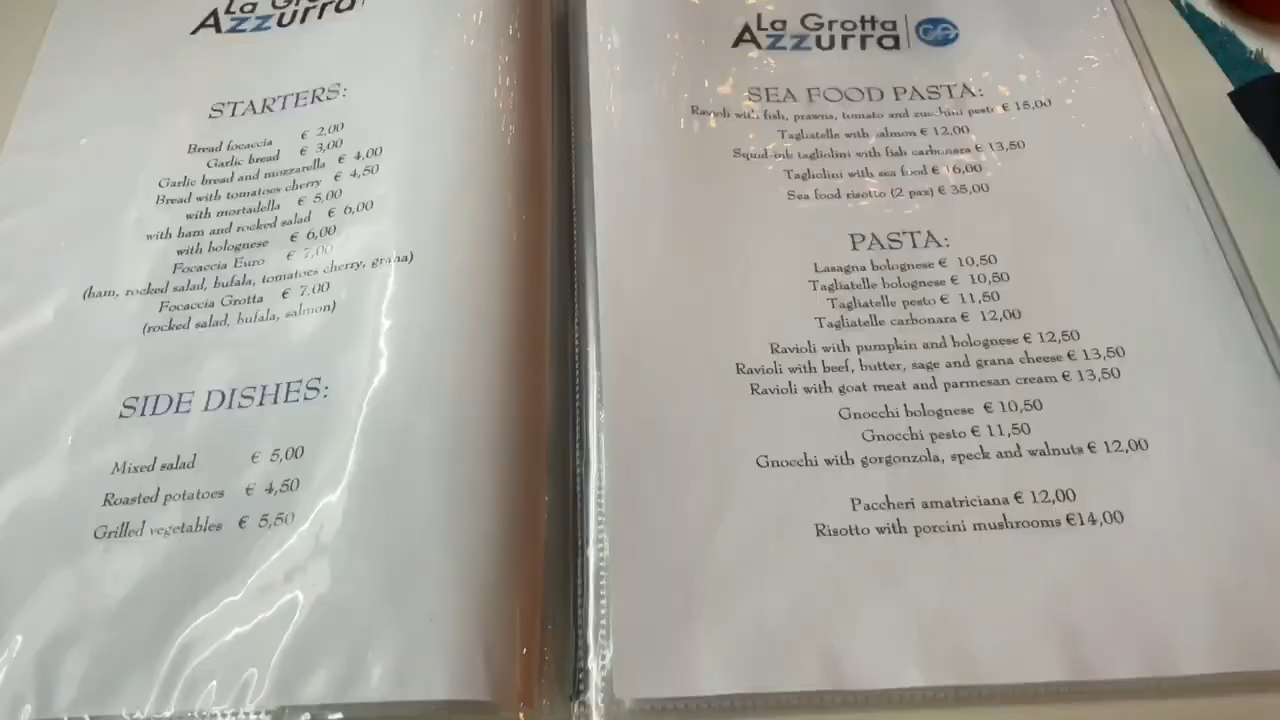 La Gro
Azzurra
STARTERS:
Bread focaccia € 2,00
Garlic bread € 3,00
Garlic bread and mozzarella € 4,00
Bread with tomatoes cherry € 4,50
with mortadella € 5,00
with ham and rocked salad € 6,00
with bolognese € 6,00
Focaccia Euro € 7,00
(ham, rocked salad, bufala, tomatoes cherry, grana)
Focaccia Grotta € 7,00
(rocked salad, bufala, salmon)
SIDE DISHES:
Mixed salad € 5,00
Roasted potatoes € 4,50
Grilled vegetables € 5,50
La Grotta
Azzurra
SEA FOOD PASTA:
Ravioli with fish, prawns, tomato and zucchini pesto € 15,00
Tagliatelle with salmon € 12,00
Squid-ink tagliolini with fish carbonara € 13,50
Tagliolini with sea food € 16,00
Sea food risotto (2 pax) € 35,00
PASTA:
Lasagna bolognese € 10,50
Tagliatelle bolognese € 10,50
Tagliatelle pesto € 11,50
Tagliatelle carbonara € 12,00
Ravioli with pumpkin and bolognese € 12,50
Ravioli with beef, butter, sage and grana cheese € 13,50
Ravioli with goat meat and parmesan cream € 13,50
Gnocchi bolognese € 10,50
Gnocchi pesto € 11,50
Gnocchi with gorgonzola, speck and walnuts € 12,00
Paccheri amatriciana € 12,00
Risotto with porcini mushrooms €14,00